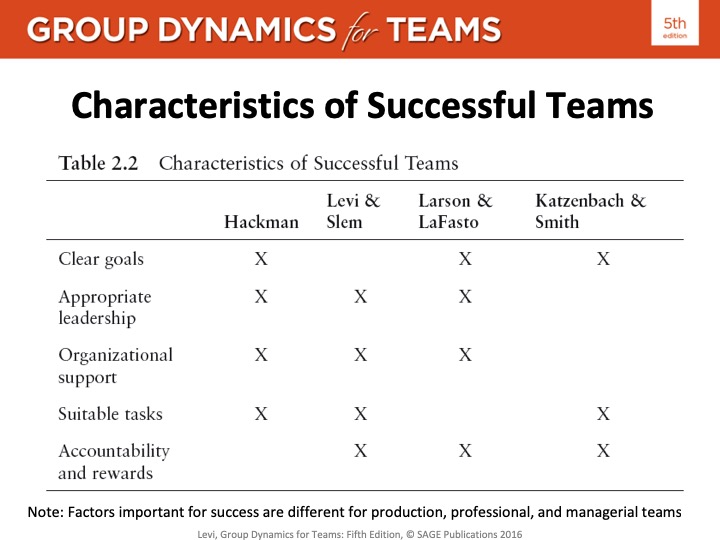 GROUP DYNAMICS for TEAMS
5th
edition
Characteristics of Successful Teams
Table 2.2 Characteristics of Successful Teams
Levi & Larson & Katzenbach &
Hackman Slem LaFasto Smith
Clear goals X X X
Appropriate X X X
leadership
Organizational X X X
support
Suitable tasks X X X
Accountability X X X
and rewards
Note: Factors important for success are different for production, professional, and managerial teams
Levi, Group Dynamics for Teams: Fifth Edition, © SAGE Publications 2016